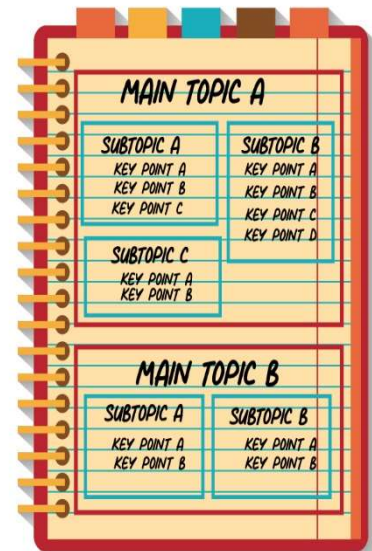 MAIN TOPIC A
SUBTOPIC A
KEY POINT A
KEY POINT B
KEY POINT C
SUBTOPIC B
KEY POINT A
KEY POINT B
KEY POINT C
KEY POINT D
SUBTOPIC C
KEY POINT A
KEY POINT B
MAIN TOPIC B
SUBTOPIC A
KEY POINT A
KEY POINT B
SUBTOPIC B
KEY POINT A
KEY POINT B